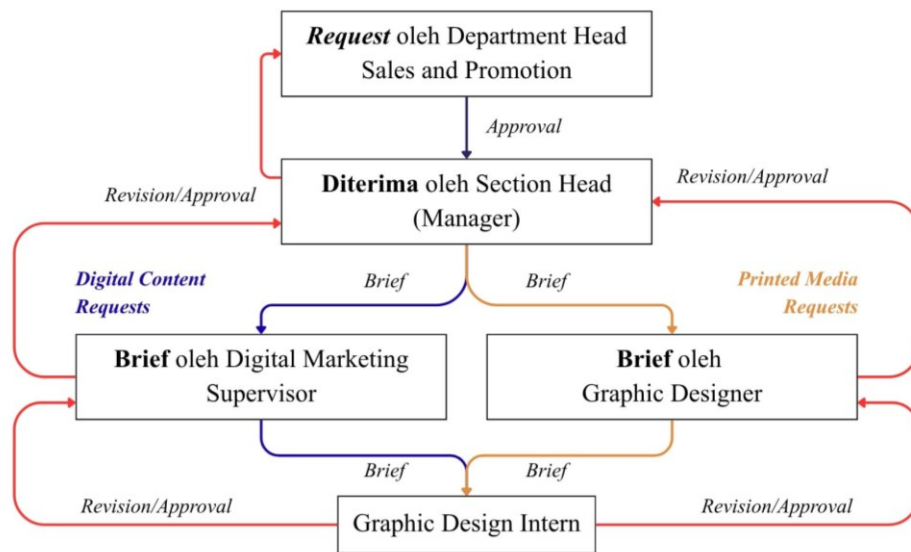 Request oleh Department Head
Sales and Promotion
Approval
Diterima oleh Section Head
(Manager)
Revision/Approval
Revision/Approval
Digital Content
Requests
Brief
Brief
Printed Media
Requests
Brief oleh Digital Marketing
Supervisor
Brief oleh
Graphic Designer
Brief
Brief
Revision/Approval
Graphic Design Intern
Revision/Approval